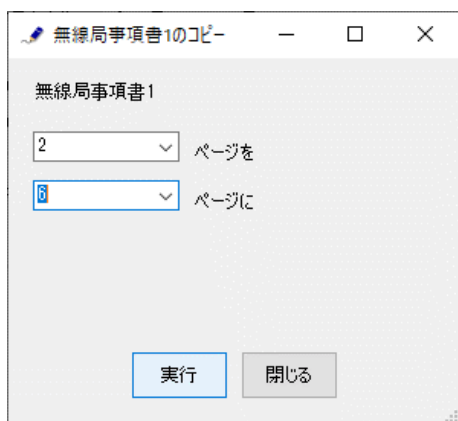 無線局事項書1のコピー
無線局事項書1
2 ページを
6 ページに
実行 閉じる